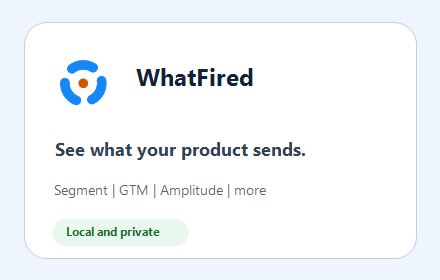 WhatFired
See what your product sends.
Segment | GTM | Amplitude | more
Local and private